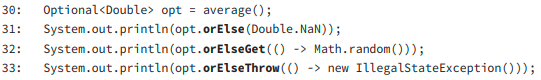 30: Optional<Double> opt = average();
31: System.out.println(opt.orElse(Double.NaN));
32: System.out.println(opt.orElseGet(() -> Math.random()));
33: System.out.println(opt.orElseThrow(() -> new IllegalStateException()));